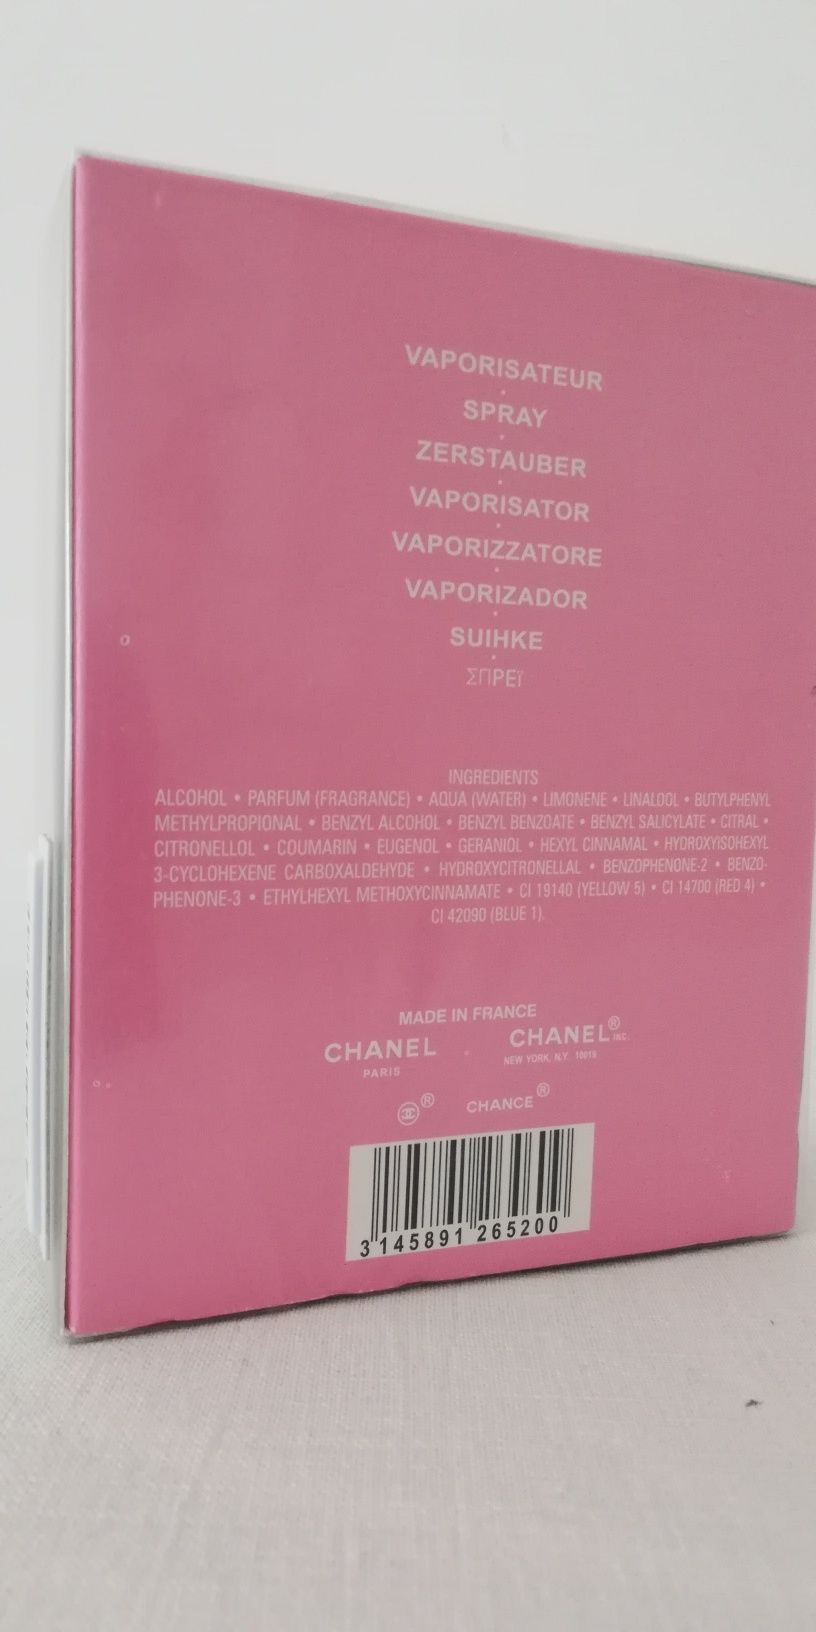 VAPORISATEUR
·
SPRAY
·
ZERSTAUBER
·
VAPORISATOR
·
VAPORIZZATORE
·
VAPORIZADOR
·
SUIHKE
·
ΣΠΡΕΪ
INGREDIENTS
ALCOHOL • PARFUM (FRAGRANCE) • AQUA (WATER) • LIMONENE • LINALOOL • BUTYLPHENYL
METHYLPROPIONAL • BENZYL ALCOHOL • BENZYL BENZOATE • BENZYL SALICYLATE • CITRAL •
CITRONELLOL • COUMARIN • EUGENOL • GERANIOL • HEXYL CINNAMAL • HYDROXYISOHEXYL
3-CYCLOHEXENE CARBOXALDEHYDE • HYDROXYCITRONELLAL • BENZOPHENONE-2 • BENZO-
PHENONE-3 • ETHYLHEXYL METHOXYCINNAMATE • CI 19140 (YELLOW 5) • CI 14700 (RED 4) •
CI 42090 (BLUE 1).
MADE IN FRANCE
CHANEL · CHANEL® INC.
PARIS NEW YORK, N.Y. 10019
® CHANCE®
3 145891 265200